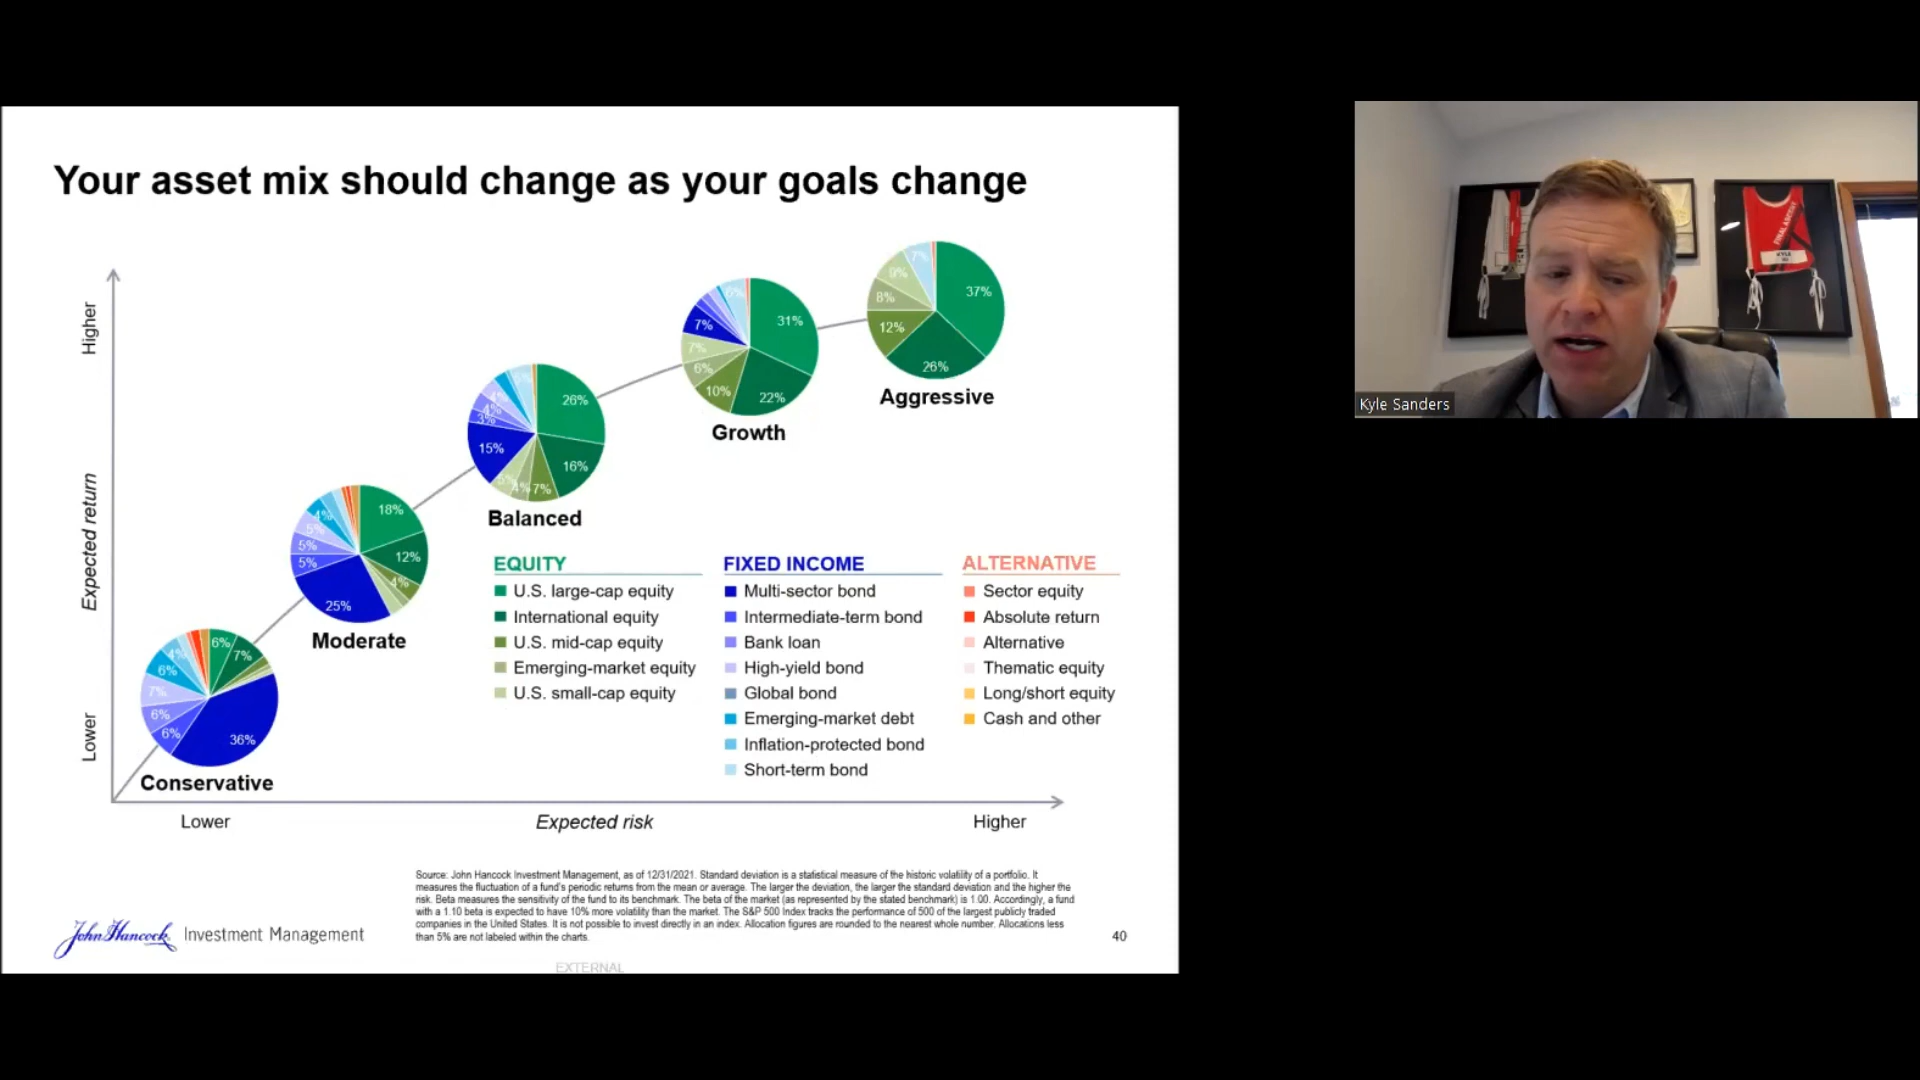 Your asset mix should change as your goals change
Higher
Expected return
Lower
37%
26%
12%
8%
9%
7%
Aggressive
31%
22%
10%
6%
7%
7%
6%
Growth
26%
16%
7%
4%
5%
15%
3%
4%
4%
Balanced
18%
12%
4%
25%
5%
5%
5%
4%
Moderate
6%
7%
36%
6%
6%
7%
6%
4%
Conservative
EQUITY
U.S. large-cap equity
International equity
U.S. mid-cap equity
Emerging-market equity
U.S. small-cap equity
FIXED INCOME
Multi-sector bond
Intermediate-term bond
Bank loan
High-yield bond
Global bond
Emerging-market debt
Inflation-protected bond
Short-term bond
ALTERNATIVE
Sector equity
Absolute return
Alternative
Thematic equity
Long/short equity
Cash and other
Lower
Expected risk
Higher
Source: John Hancock Investment Management, as of 12/31/2021. Standard deviation is a statistical measure of the historic volatility of a portfolio. It
measures the fluctuation of a fund's periodic returns from the mean or average. The larger the deviation, the larger the standard deviation and the higher the
risk. Beta measures the sensitivity of the fund to its benchmark. The beta of the market (as represented by the stated benchmark) is 1.00. Accordingly, a fund
with a 1.10 beta is expected to have 10% more volatility than the market. The S&P 500 Index tracks the performance of 500 of the largest publicly traded
companies in the United States. It is not possible to invest directly in an index. Allocation figures are rounded to the nearest whole number. Allocations less
than 5% are not labeled within the charts.
John Hancock Investment Management
40
EXTERNAL
FINAL ASCENT
KYLE
Kyle Sanders